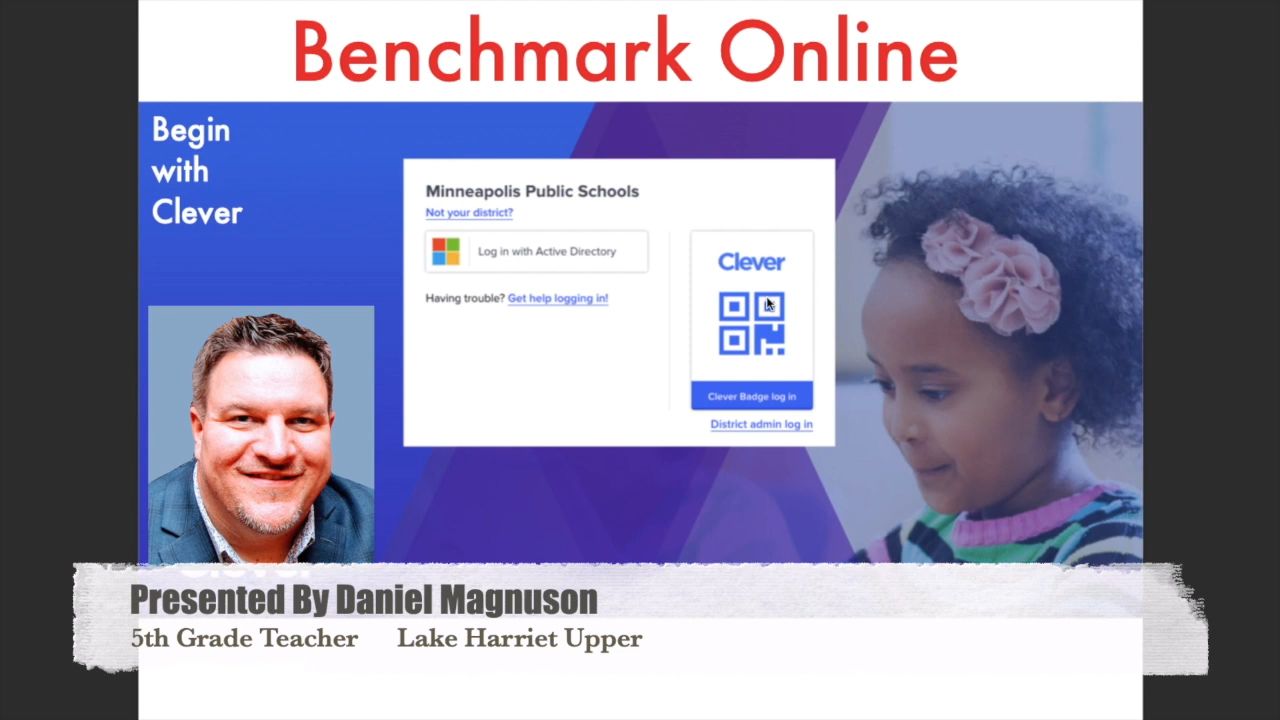 Benchmark Online
Begin
with
Clever
Minneapolis Public Schools
Not your district?
Log in with Active Directory
Having trouble? Get help logging in!
Clever
Clever Badge log in
District admin log in
Presented By Daniel Magnuson
5th Grade Teacher Lake Harriet Upper